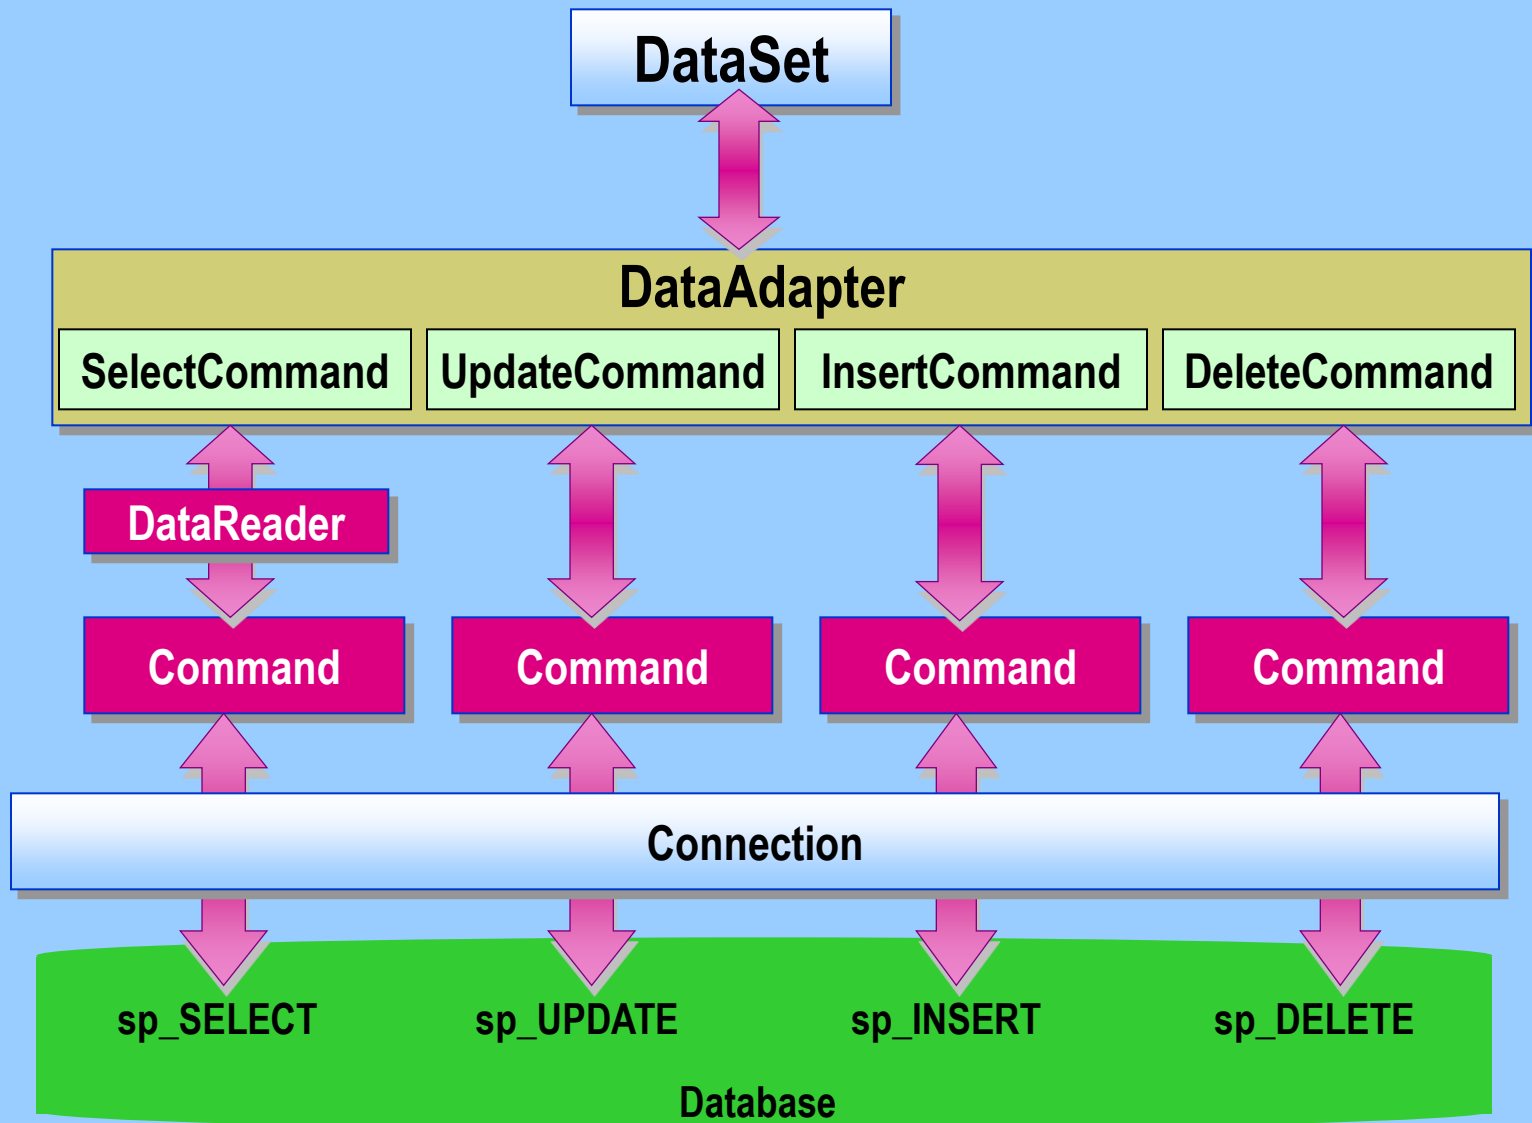 DataSet
DataAdapter
SelectCommand UpdateCommand InsertCommand DeleteCommand
DataReader
Command Command Command Command
Connection
sp_SELECT sp_UPDATE sp_INSERT sp_DELETE
Database